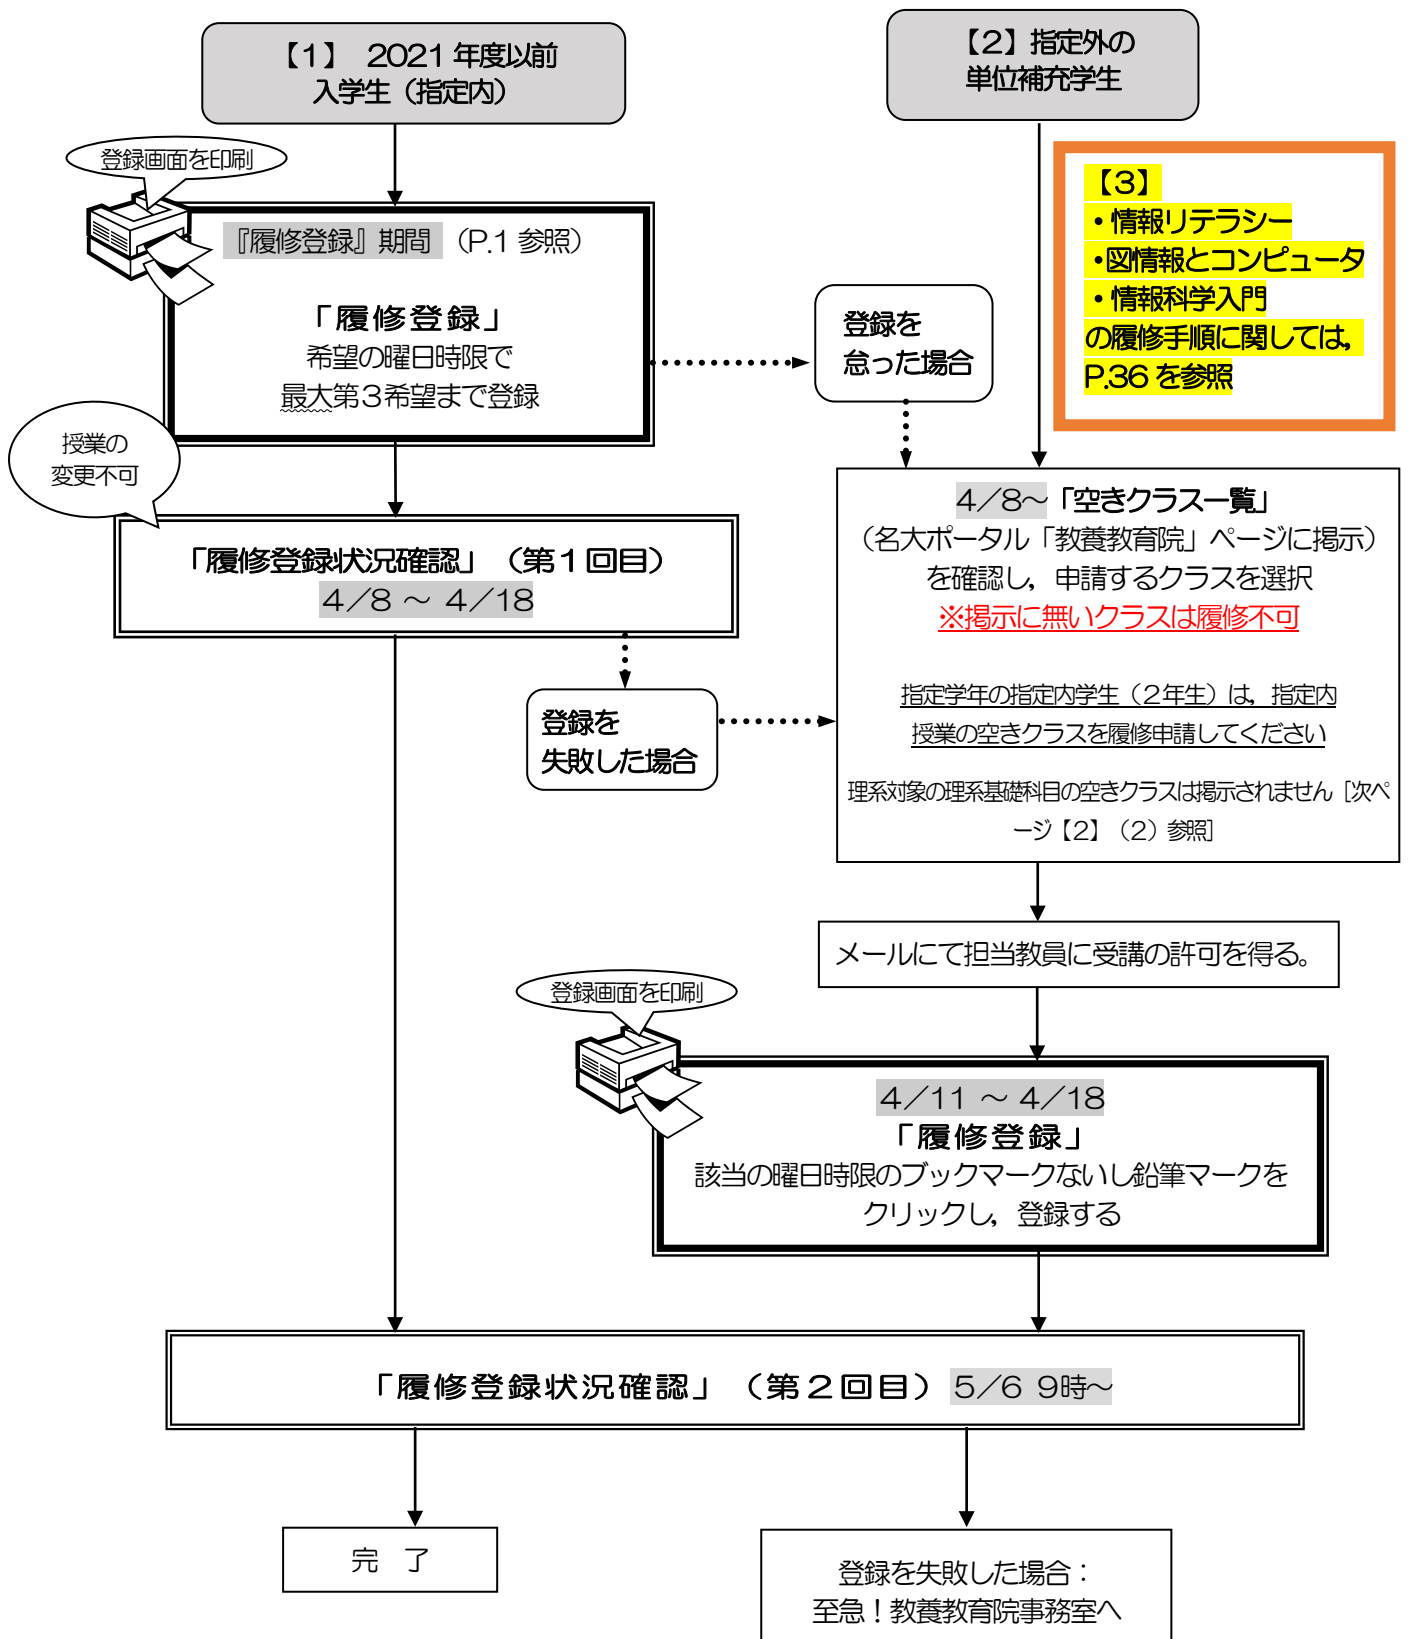 【１】　２０２１年度以前
入学生（指定内）
【２】指定外の
単位補充学生
登録画面を印刷
『履修登録』期間　（P.1 参照）
「履修登録」
希望の曜日時限で
最大第３希望まで登録
【３】
・情報リテラシー
・図情報とコンピュータ
・情報科学入門
の履修手順に関しては，
P.36 を参照
登録を
怠った場合
授業の
変更不可
「履修登録状況確認」（第１回目）
４／８ ～ ４／１８
登録を
失敗した場合
４／８～「空きクラス一覧」
（名大ポータル「教養教育院」ページに掲示）
を確認し，申請するクラスを選択
※掲示に無いクラスは履修不可
指定学年の指定内学生（２年生）は，指定内
授業の空きクラスを履修申請してください
理系対象の理系基礎科目の空きクラスは掲示されません［次ペ
ージ【２】（２）参照］
メールにて担当教員に受講の許可を得る。
登録画面を印刷
４／１１ ～ ４／１８
「履修登録」
該当の曜日時限のブックマークないし鉛筆マークを
クリックし，登録する
「履修登録状況確認」（第２回目）５／６ ９時～
完　了
登録を失敗した場合：
至急！教養教育院事務室へ